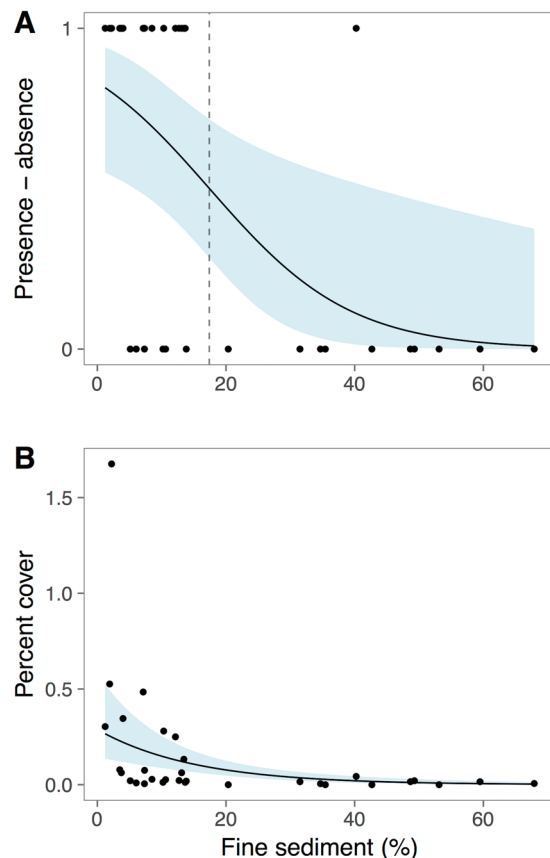 A
1
Presence – absence
0
0 20 40 60
B
1.5
1.0
Percent cover
0.5
0.0
0 20 40 60
Fine sediment (%)